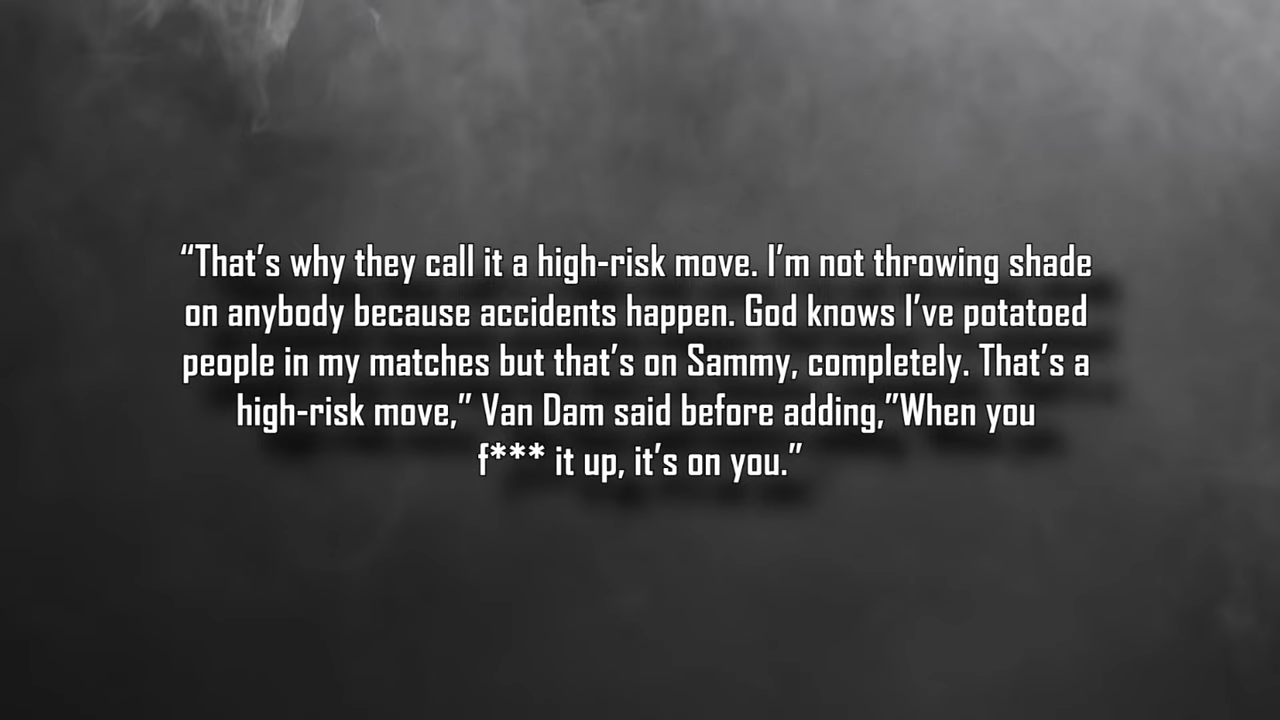 “That’s why they call it a high-risk move. I’m not throwing shade
on anybody because accidents happen. God knows I’ve potatoed
people in my matches but that’s on Sammy, completely. That’s a
high-risk move,” Van Dam said before adding,”When you
f*** it up, it’s on you.”